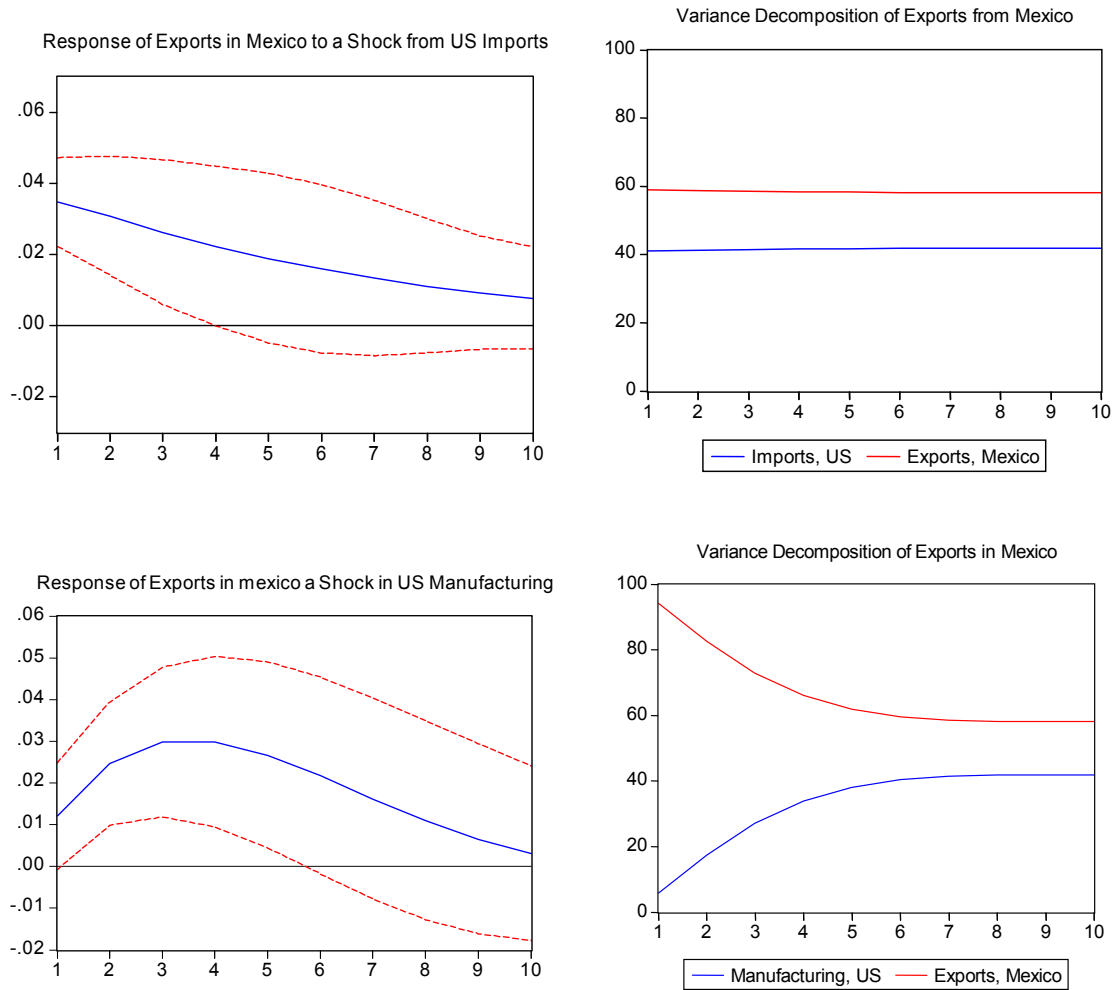 Response of Exports in Mexico to a Shock from US Imports
.06
.04
.02
.00
-.02
1 2 3 4 5 6 7 8 9 10
Variance Decomposition of Exports from Mexico
100
80
60
40
20
0
1 2 3 4 5 6 7 8 9 10
Imports, US Exports, Mexico
Response of Exports in mexico a Shock in US Manufacturing
.06
.05
.04
.03
.02
.01
.00
-.01
-.02
1 2 3 4 5 6 7 8 9 10
Variance Decomposition of Exports in Mexico
100
80
60
40
20
0
1 2 3 4 5 6 7 8 9 10
Manufacturing, US Exports, Mexico